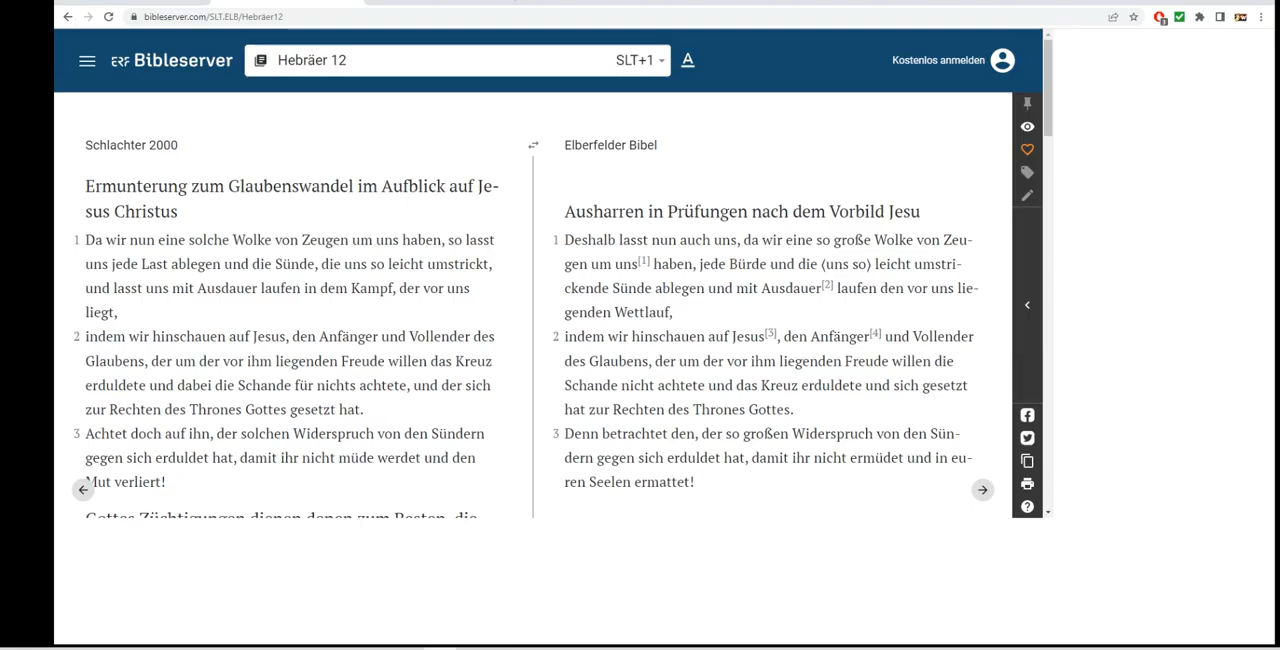 bibleserver.com/SLT.ELB/Hebräer12
ERF Bibleserver
Hebräer 12
SLT+1
A
Kostenlos anmelden
Schlachter 2000
Ermunterung zum Glaubenswandel im Aufblick auf Je-
sus Christus
1 Da wir nun eine solche Wolke von Zeugen um uns haben, so lasst
uns jede Last ablegen und die Sünde, die uns so leicht umstrickt,
und lasst uns mit Ausdauer laufen in dem Kampf, der vor uns
liegt,
2 indem wir hinschauen auf Jesus, den Anfänger und Vollender des
Glaubens, der um der vor ihm liegenden Freude willen das Kreuz
erduldete und dabei die Schande für nichts achtete, und der sich
zur Rechten des Thrones Gottes gesetzt hat.
3 Achtet doch auf ihn, der solchen Widerspruch von den Sündern
gegen sich erduldet hat, damit ihr nicht müde werdet und den
Mut verliert!
Gottes Züchtigungen dienen denen zum Besten, die
Elberfelder Bibel
Ausharren in Prüfungen nach dem Vorbild Jesu
1 Deshalb lasst nun auch uns, da wir eine so große Wolke von Zeu-
gen um uns[1] haben, jede Bürde und die ⟨uns so⟩ leicht umstri-
ckende Sünde ablegen und mit Ausdauer[2] laufen den vor uns lie-
genden Wettlauf,
2 indem wir hinschauen auf Jesus[3], den Anfänger[4] und Vollender
des Glaubens, der um der vor ihm liegenden Freude willen die
Schande nicht achtete und das Kreuz erduldete und sich gesetzt
hat zur Rechten des Thrones Gottes.
3 Denn betrachtet den, der so großen Widerspruch von den Sün-
dern gegen sich erduldet hat, damit ihr nicht ermüdet und in eu-
ren Seelen ermattet!